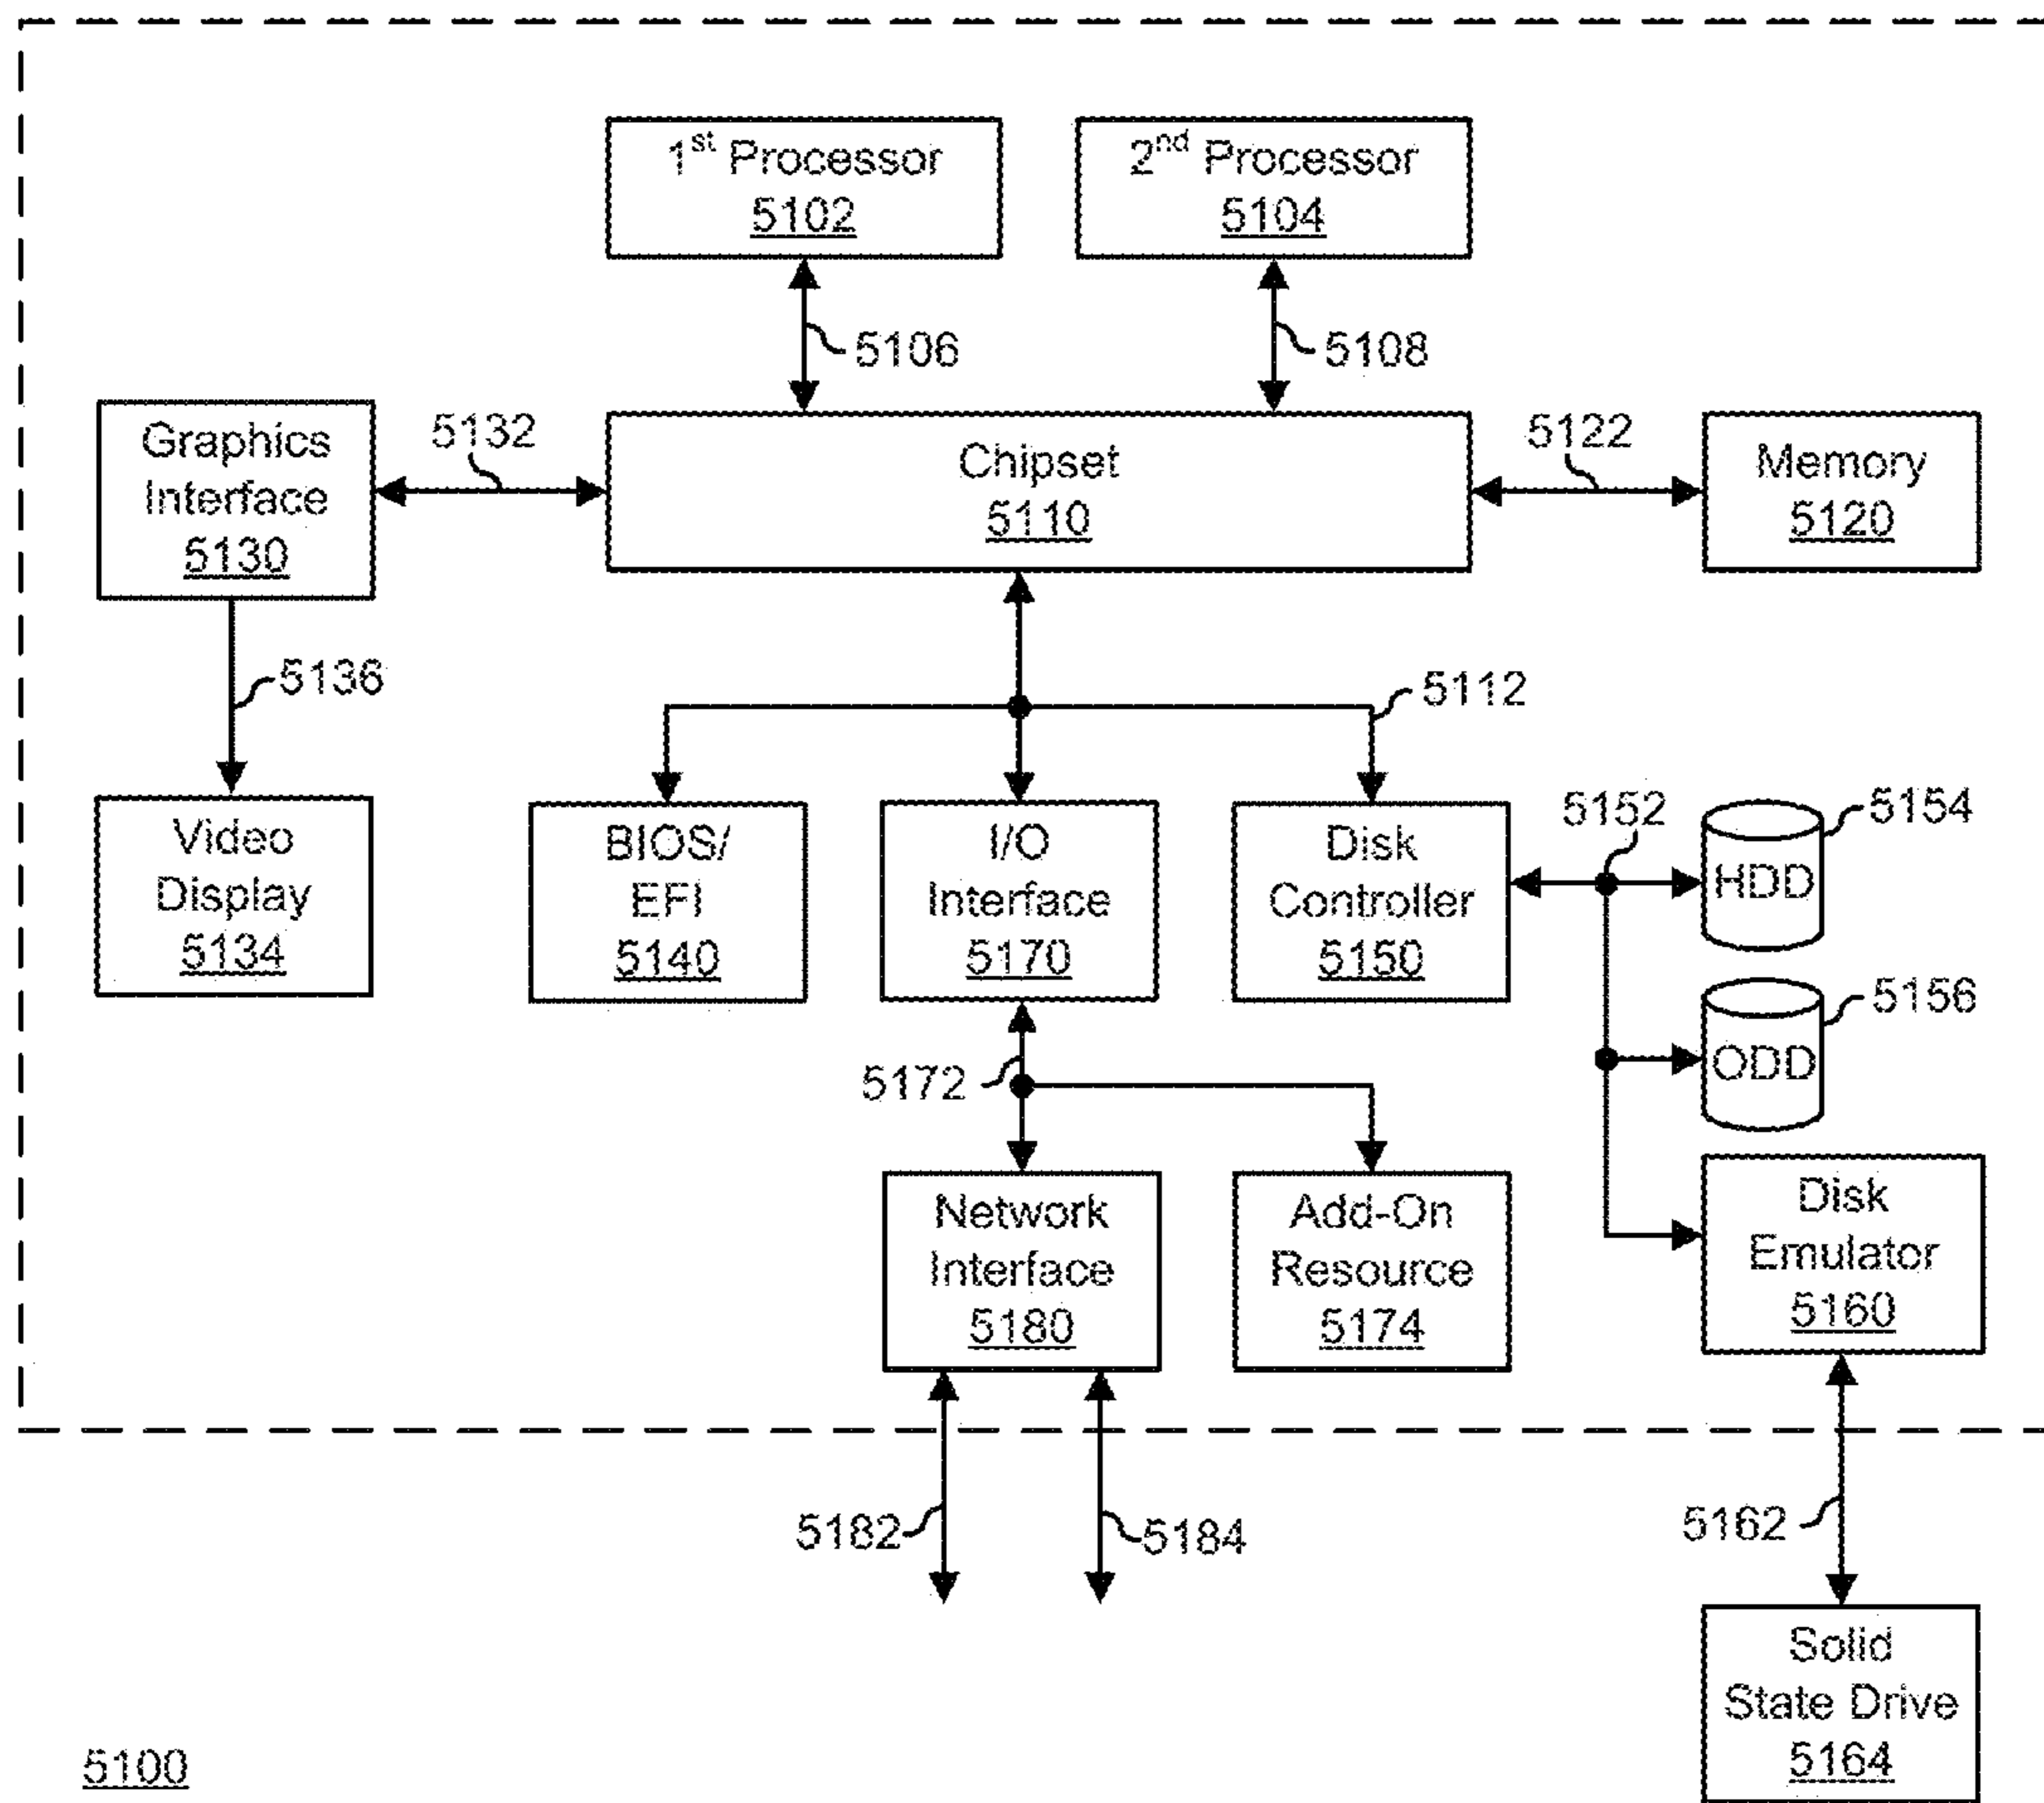 1st Processor
5102
2nd Processor
5104
5106
5108
Graphics
Interface
5130
5132
Chipset
5110
5122
Memory
5120
5136
5112
Video
Display
5134
BIOS/
EFI
5140
I/O
Interface
5170
Disk
Controller
5150
5152
HDD
5154
ODD
5156
5172
Network
Interface
5180
Add-On
Resource
5174
Disk
Emulator
5160
5182
5184
5162
Solid
State Drive
5164
5100